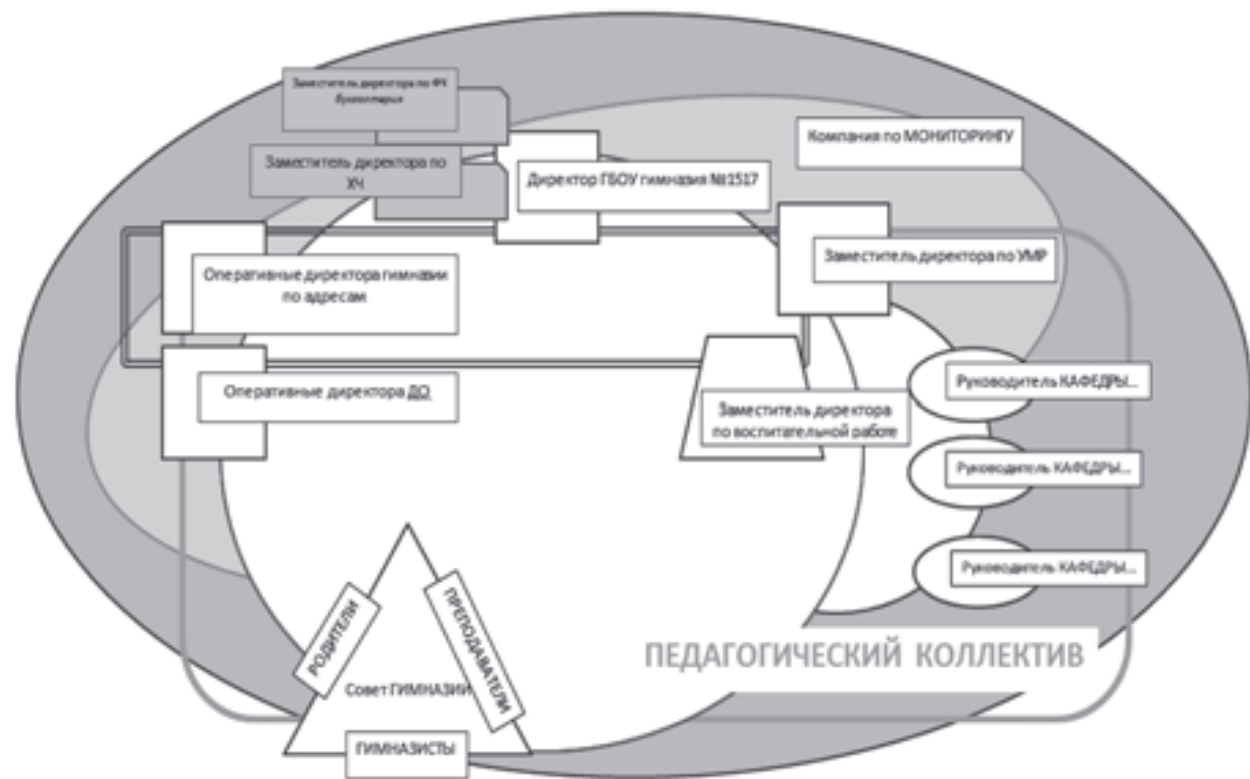 Заместитель директора по ФЧ
бухгалтерия
Компания по МОНИТОРИНГУ
Заместитель директора по
ХЧ
Директор ГБОУ гимназия №1517
Заместитель директора по УМР
Оперативные директора гимназии
по адресам
Оперативные директора ДО
Руководитель КАФЕДРЫ...
Заместитель директора
по воспитательной работе
Руководитель КАФЕДРЫ...
Руководитель КАФЕДРЫ...
РОДИТЕЛИ
ПРЕПОДАВАТЕЛИ
ПЕДАГОГИЧЕСКИЙ КОЛЛЕКТИВ
Совет ГИМНАЗИИ
ГИМНАЗИСТЫ